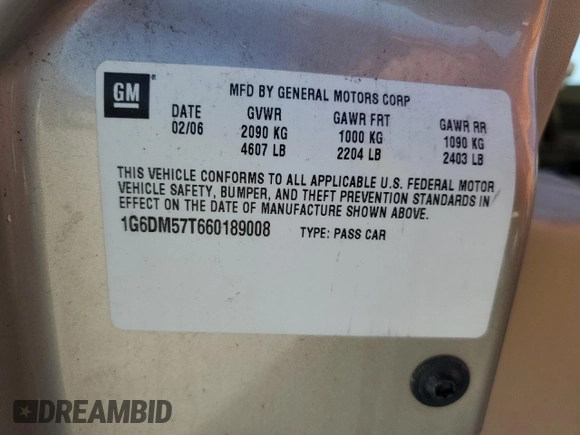 GM
MFD BY GENERAL MOTORS CORP
DATE GVWR GAWR FRT GAWR RR
02/06 2090 KG 1000 KG 1090 KG
4607 LB 2204 LB 2403 LB
THIS VEHICLE CONFORMS TO ALL APPLICABLE U.S. FEDERAL MOTOR
VEHICLE SAFETY, BUMPER, AND THEFT PREVENTION STANDARDS IN
EFFECT ON THE DATE OF MANUFACTURE SHOWN ABOVE.
1G6DM57T660189008 TYPE: PASS CAR
DREAMBID